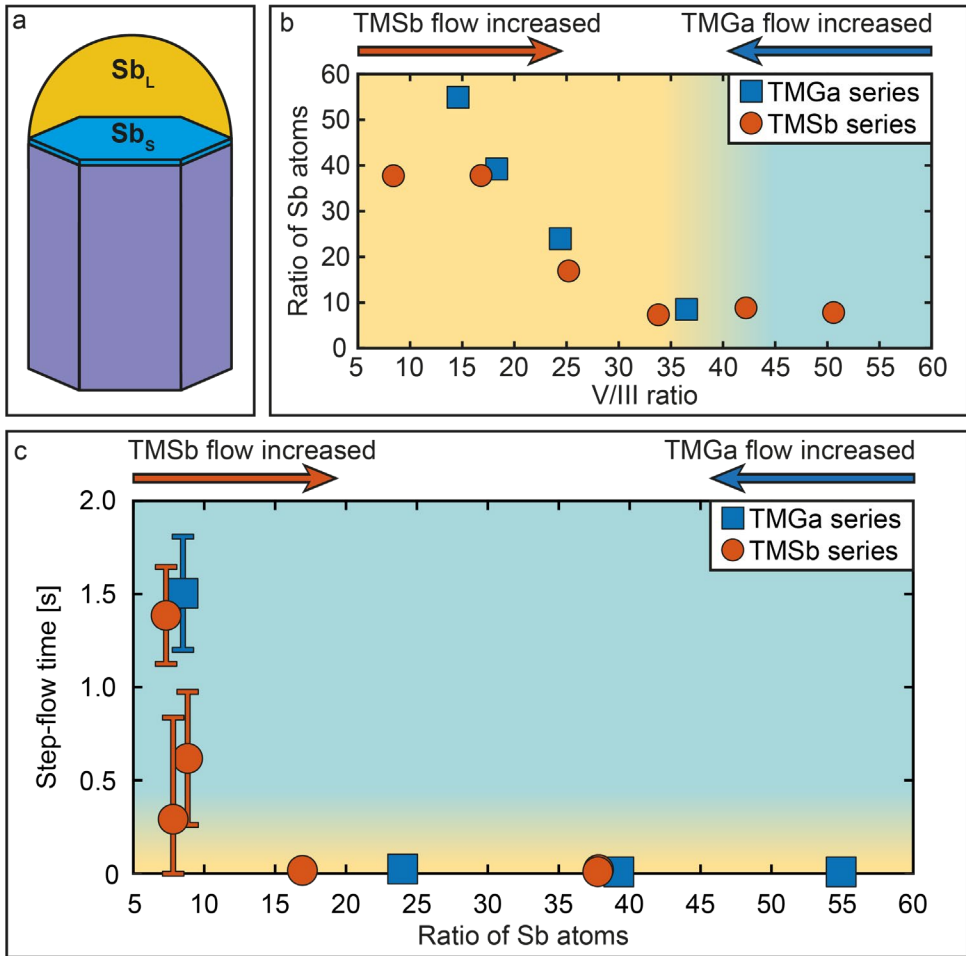 a
Sb_L
Sb_S
b
TMSb flow increased
TMGa flow increased
TMGa series
TMSb series
Ratio of Sb atoms
60
50
40
30
20
10
0
5 10 15 20 25 30 35 40 45 50 55 60
V/III ratio
c
TMSb flow increased
TMGa flow increased
TMGa series
TMSb series
Step-flow time [s]
2.0
1.5
1.0
0.5
0
5 10 15 20 25 30 35 40 45 50 55 60
Ratio of Sb atoms